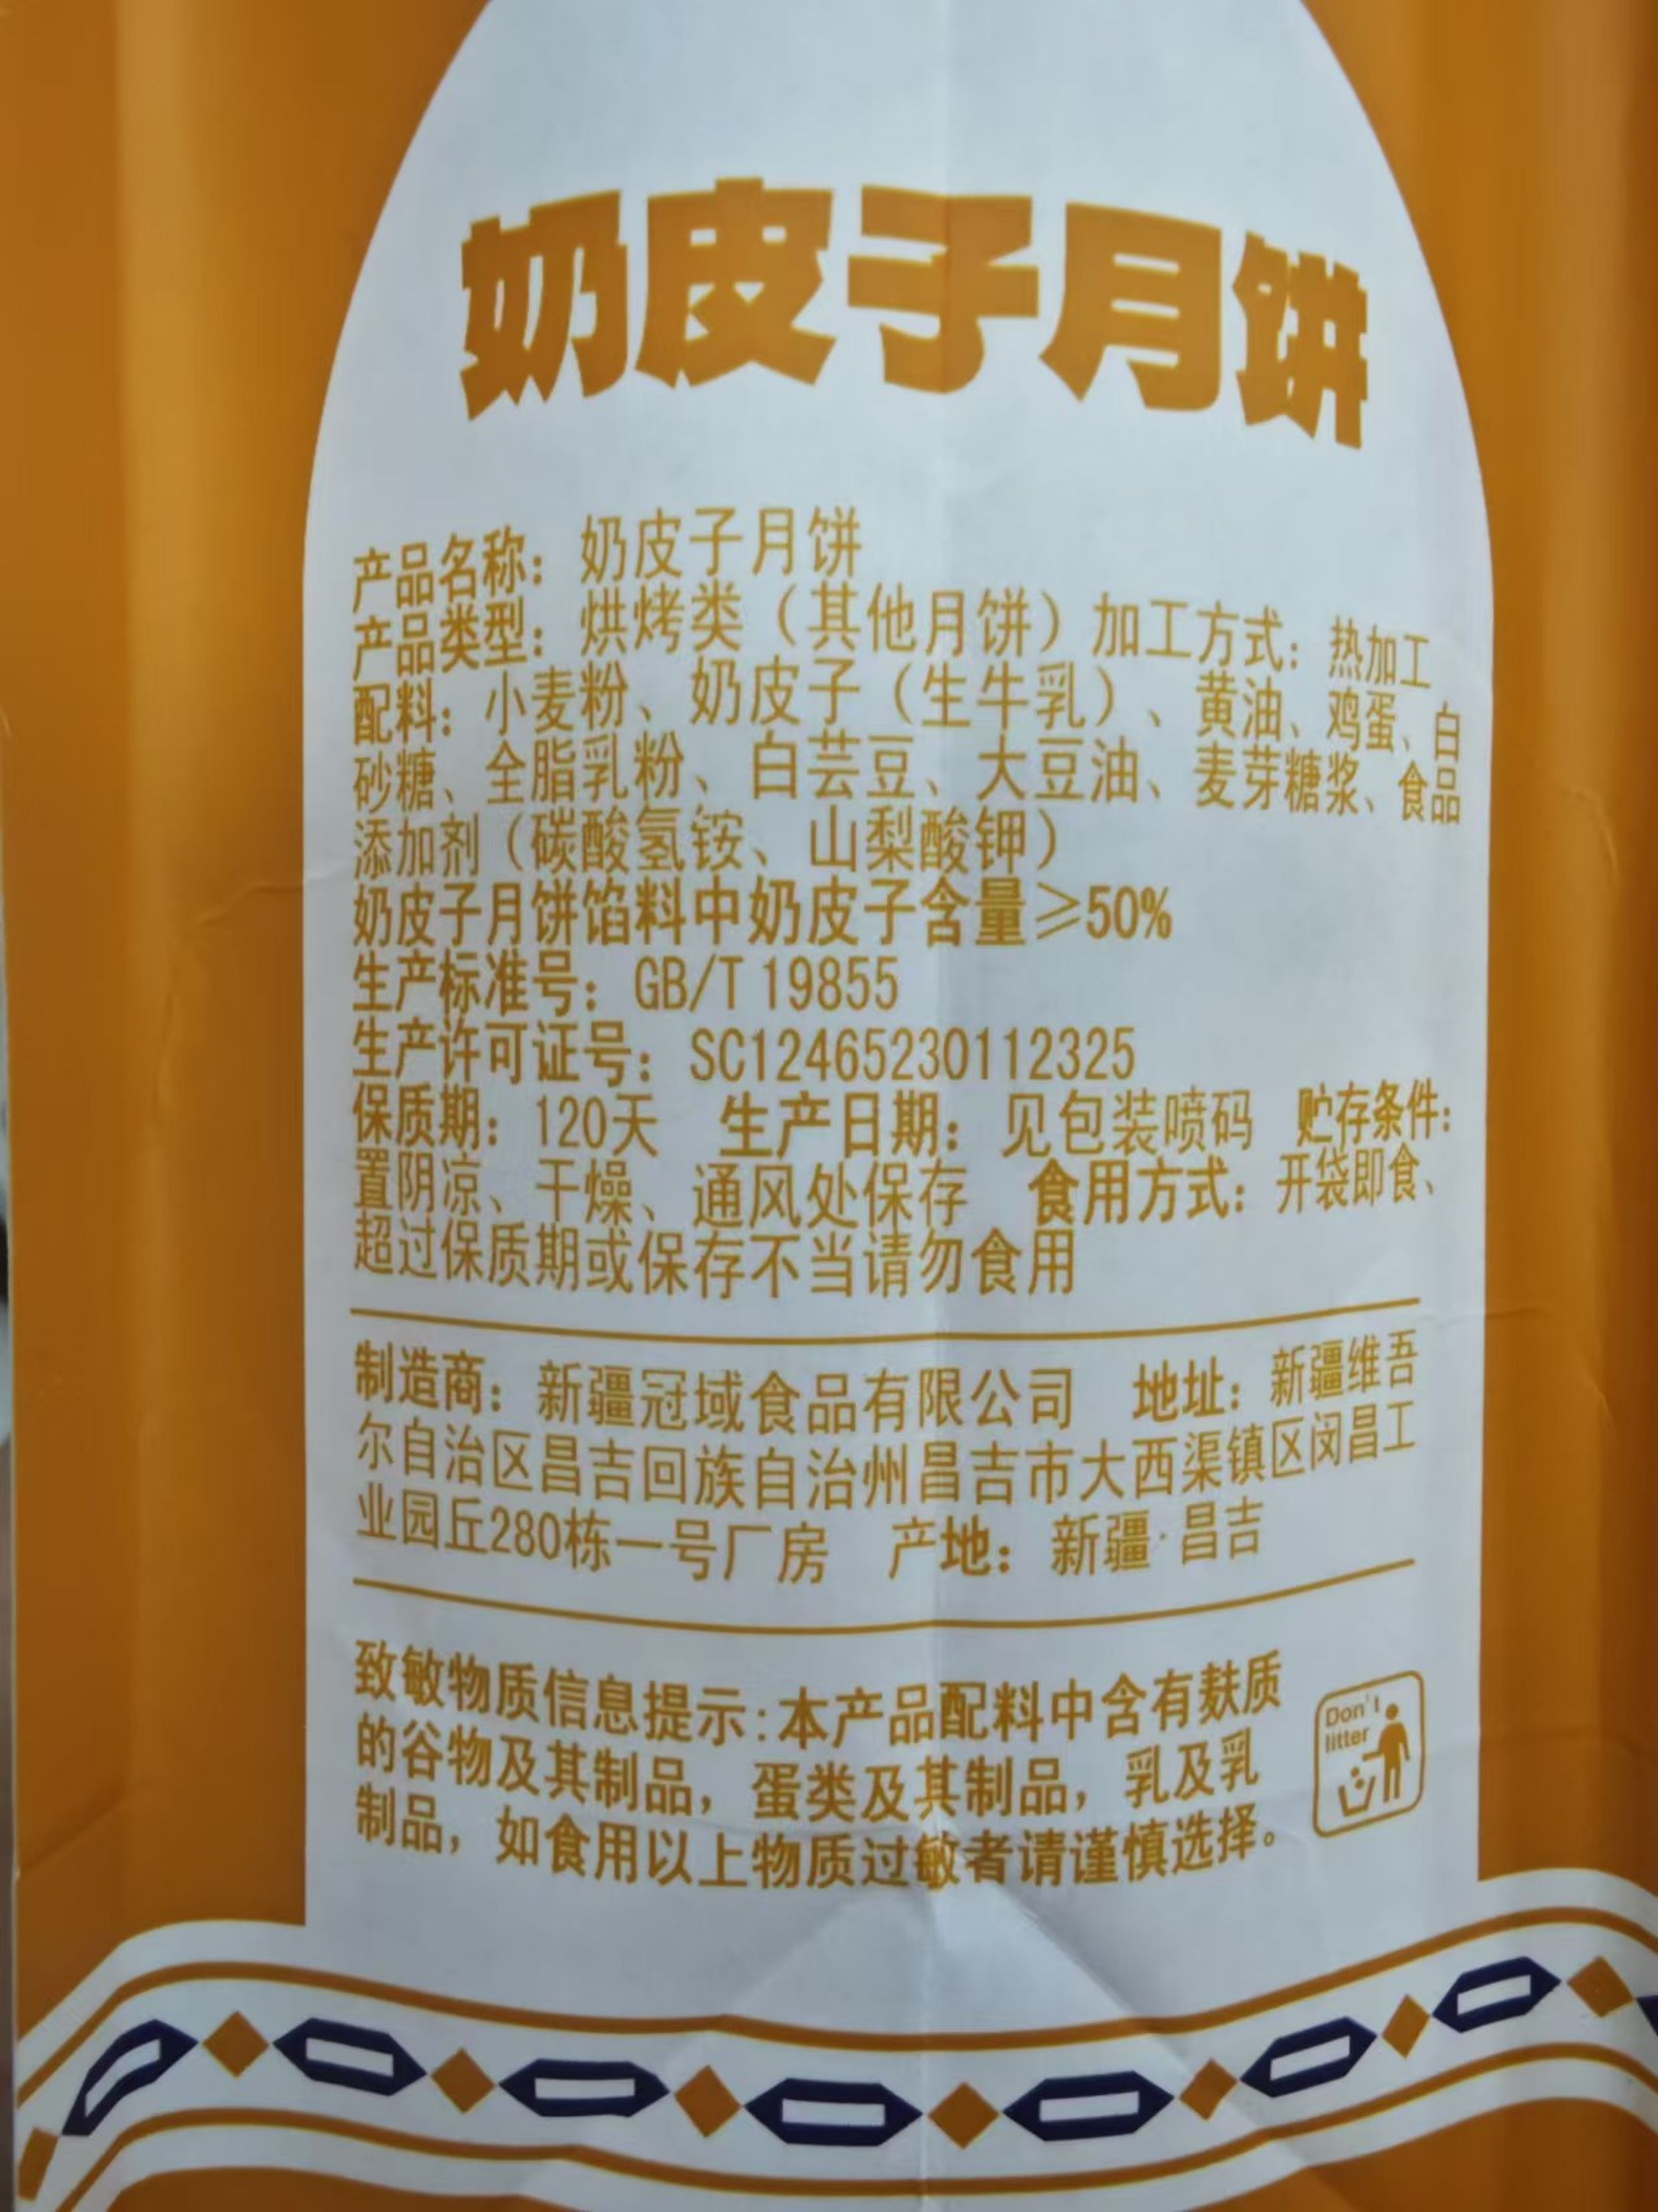 奶皮子月饼
产品名称：奶皮子月饼
产品类型：烘烤类（其他月饼）加工方式：热加工
配料：小麦粉、奶皮子（生牛乳）、黄油、鸡蛋、白
砂糖、全脂乳粉、白芸豆、大豆油、麦芽糖浆、食品
添加剂（碳酸氢铵、山梨酸钾）
奶皮子月饼馅料中奶皮子含量≥50%
生产标准号：GB/T 19855
生产许可证号：SC12465230112325
保质期：120天 生产日期：见包装喷码 贮存条件：
置阴凉、干燥、通风处保存 食用方式：开袋即食、
超过保质期或保存不当请勿食用
制造商：新疆冠域食品有限公司 地址：新疆维吾
尔自治区昌吉回族自治州昌吉市大西渠镇区闵昌工
业园丘280栋一号厂房 产地：新疆·昌吉
致敏物质信息提示:本产品配料中含有麸质
的谷物及其制品，蛋类及其制品，乳及乳
制品，如食用以上物质过敏者请谨慎选择。
Don't
litter